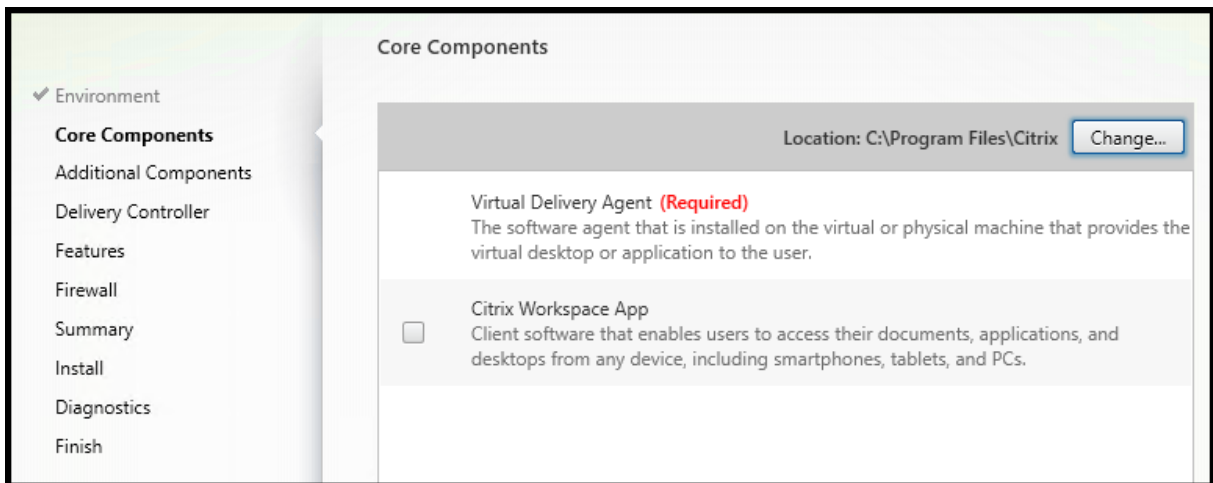 Core Components
Environment
Core Components
Additional Components
Delivery Controller
Features
Firewall
Summary
Install
Diagnostics
Finish
Location: C:\Program Files\Citrix
Change...
Virtual Delivery Agent (Required)
The software agent that is installed on the virtual or physical machine that provides the
virtual desktop or application to the user.
Citrix Workspace App
Client software that enables users to access their documents, applications, and
desktops from any device, including smartphones, tablets, and PCs.